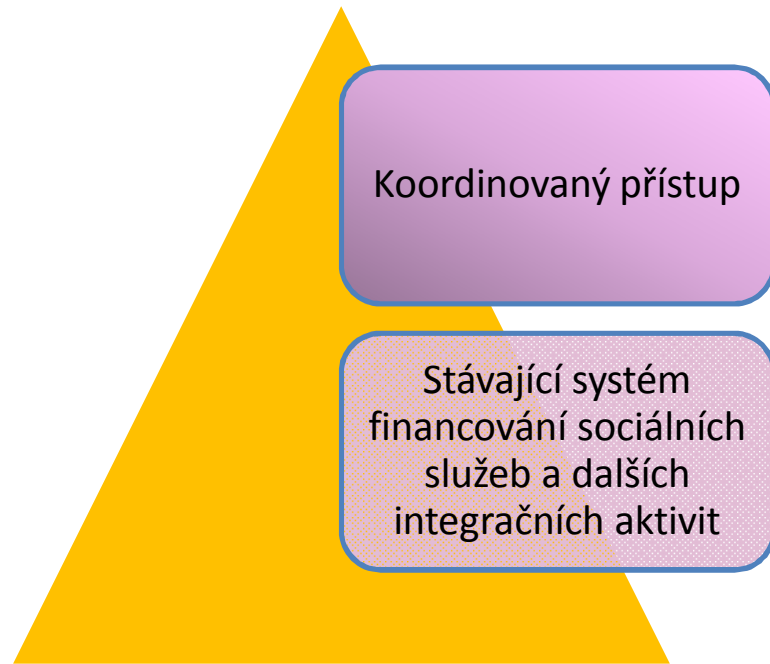 Koordinovaný přístup
Stávající systém
financování sociálních
služeb a dalších
integračních aktivit